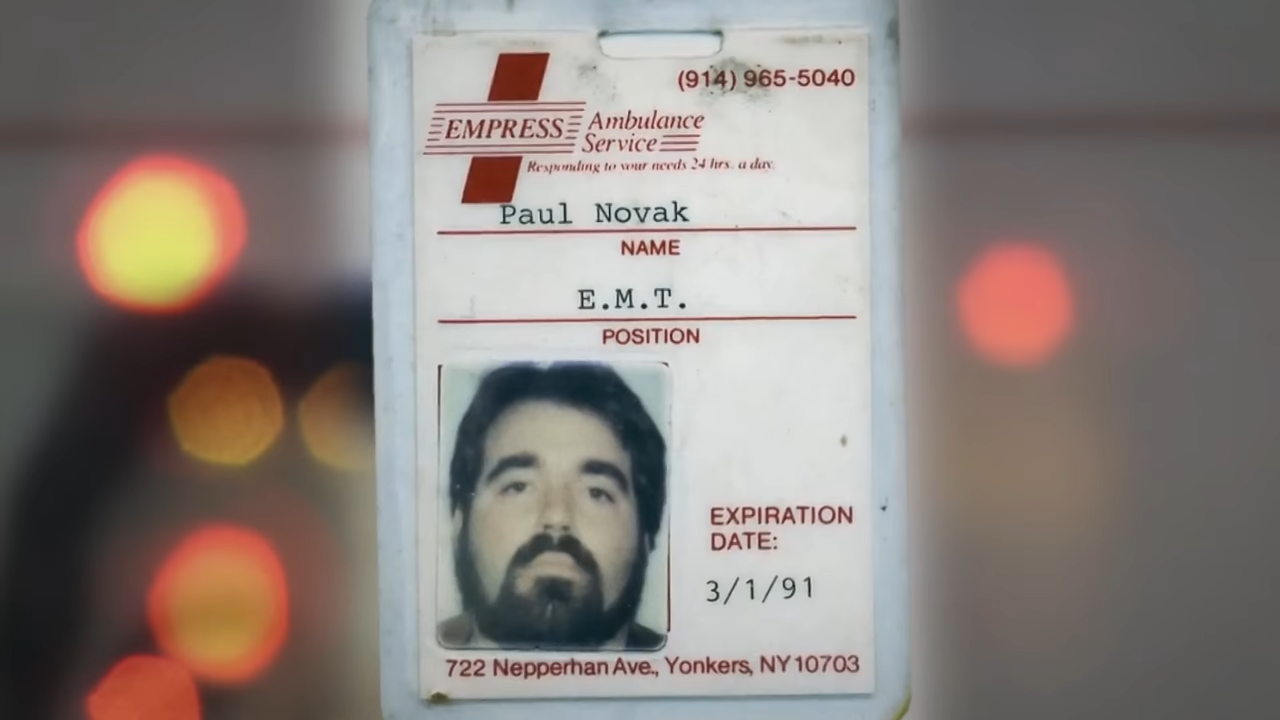 (914) 965-5040
EMPRESS Ambulance
Service
Responding to your needs 24 hrs. a day.
Paul Novak
NAME
E.M.T.
POSITION
EXPIRATION
DATE:
3/1/91
722 Nepperhan Ave., Yonkers, NY 10703